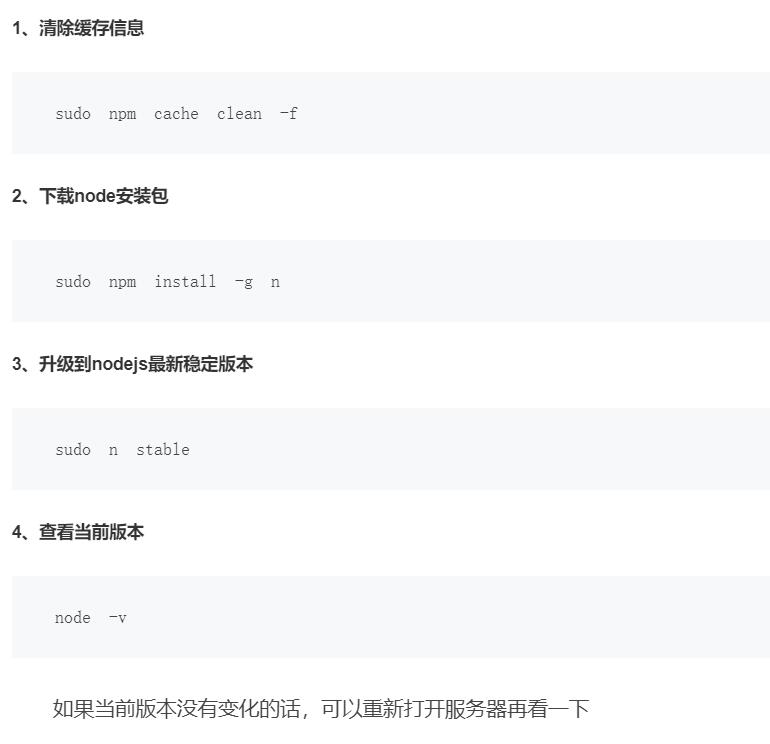 1、清除缓存信息
sudo npm cache clean -f
2、下载node安装包
sudo npm install -g n
3、升级到nodejs最新稳定版本
sudo n stable
4、查看当前版本
node -v
如果当前版本没有变化的话，可以重新打开服务器再看一下